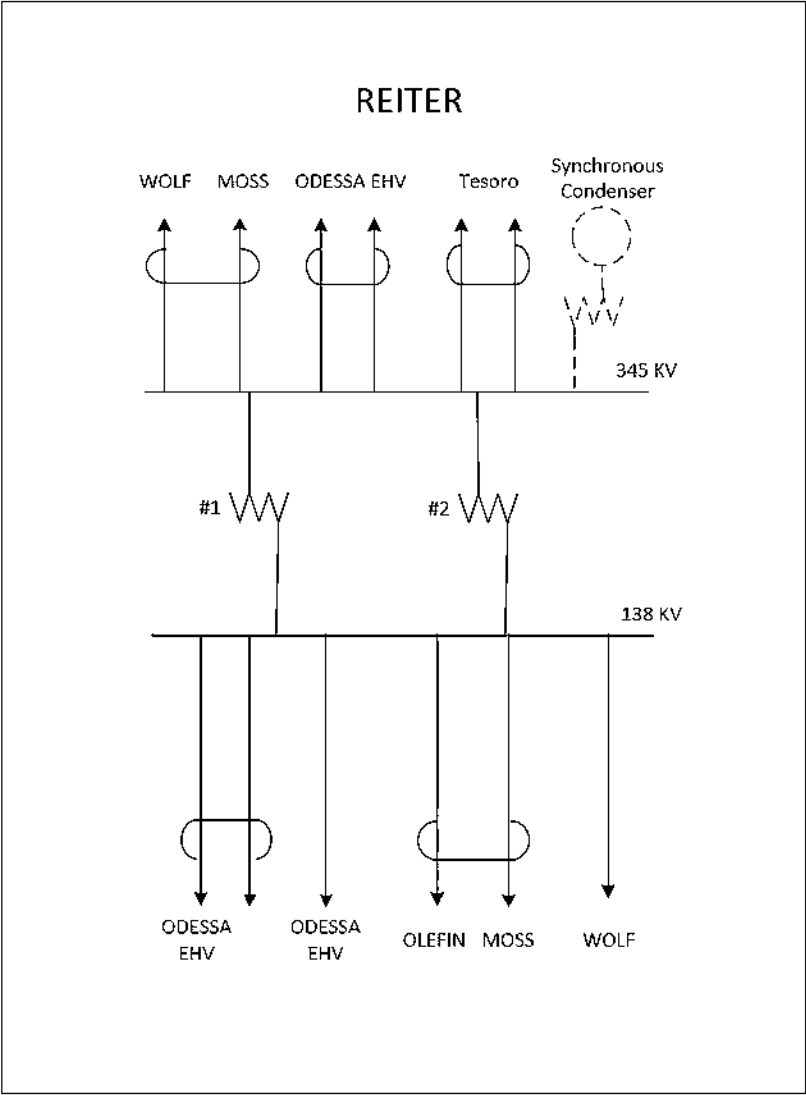 REITER
WOLF MOSS ODESSA EHV Tesoro Synchronous
Condenser
345 KV
#1 #2
138 KV
ODESSA
EHV
ODESSA
EHV
OLEFIN MOSS WOLF